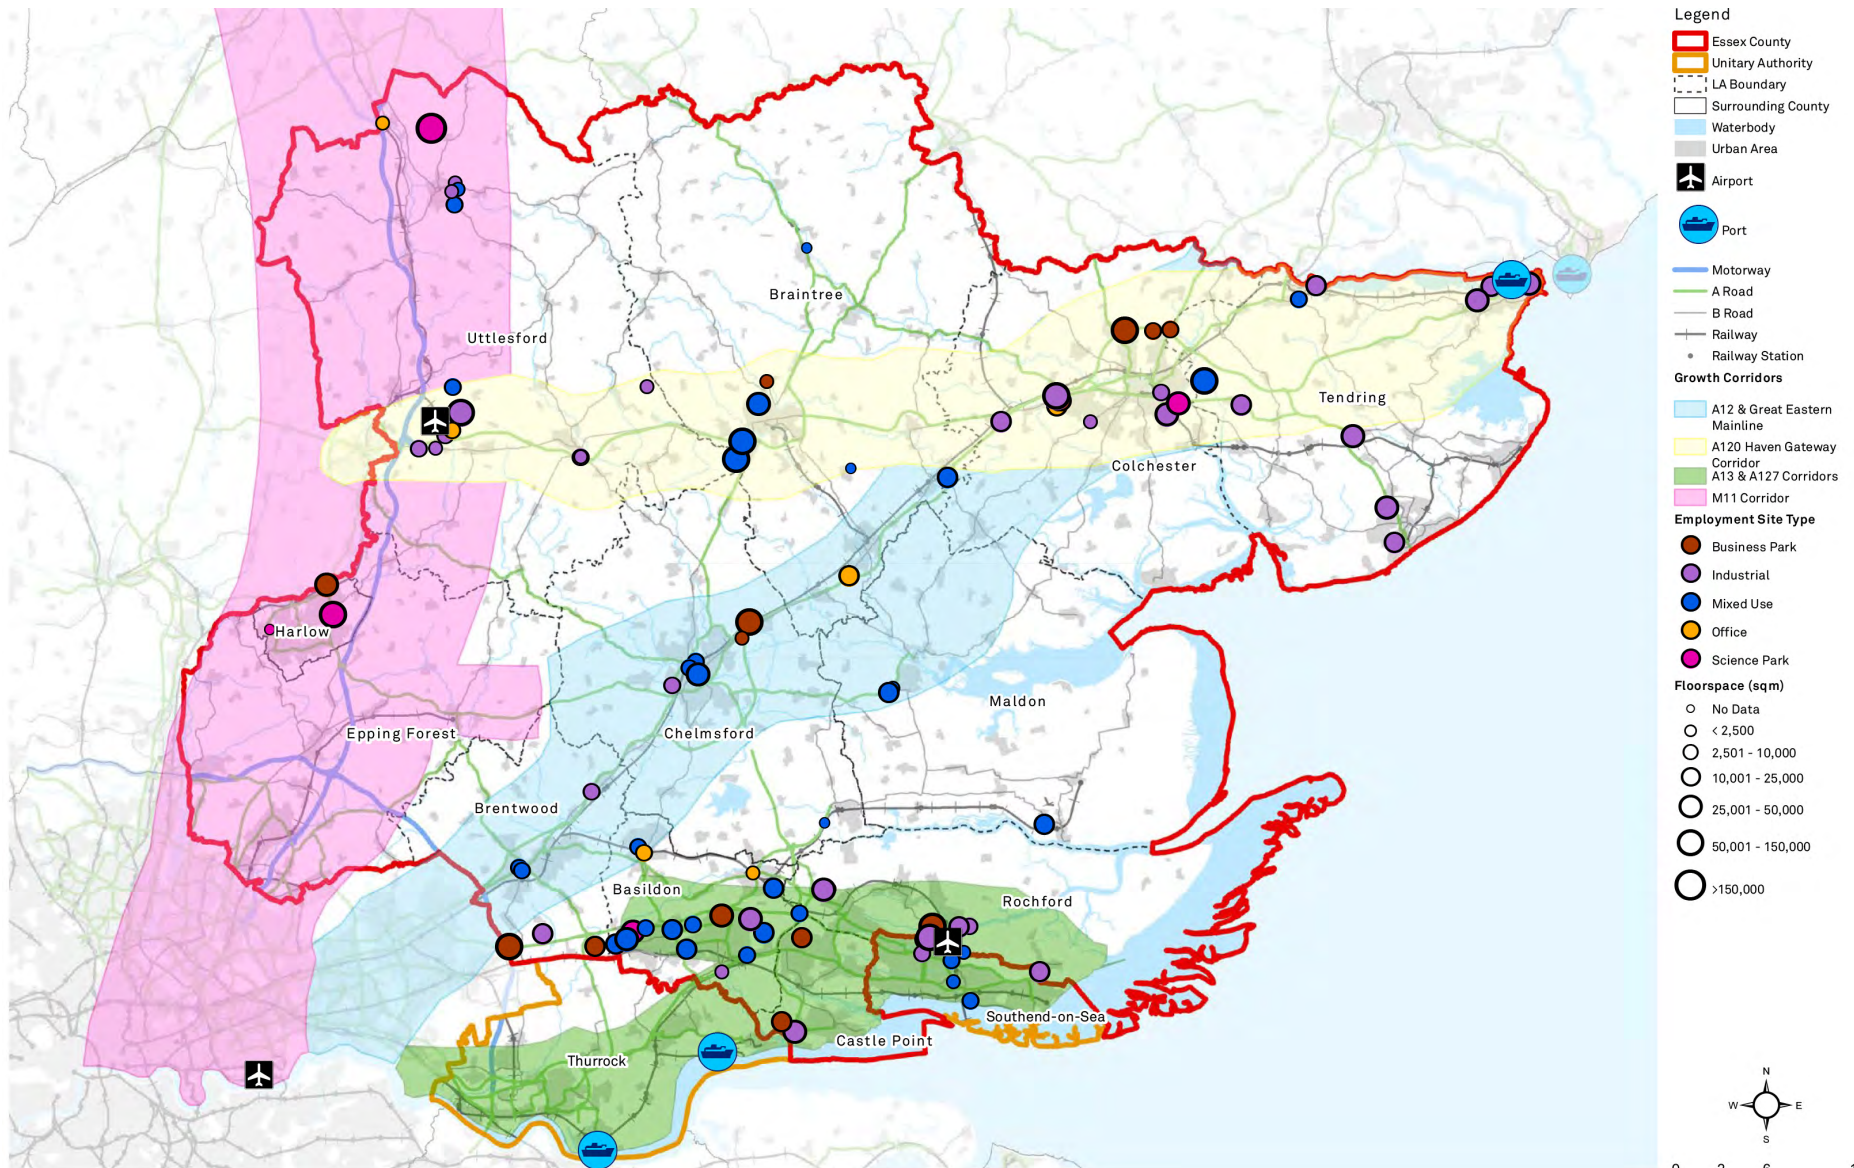 Legend
Essex County
Unitary Authority
LA Boundary
Surrounding County
Waterbody
Urban Area
Airport
Port
Motorway
A Road
B Road
Railway
Railway Station
Growth Corridors
A12 & Great Eastern
Mainline
A120 Haven Gateway
Corridor
A13 & A127 Corridors
M11 Corridor
Employment Site Type
Business Park
Industrial
Mixed Use
Office
Science Park
Floorspace (sqm)
No Data
< 2,500
2,501 - 10,000
10,001 - 25,000
25,001 - 50,000
50,001 - 150,000
>150,000
Braintree
Uttlesford
Tendring
Colchester
Harlow
Maldon
Epping Forest
Chelmsford
Brentwood
Basildon
Rochford
Southend-on-Sea
Castle Point
Thurrock
N
W
E
S